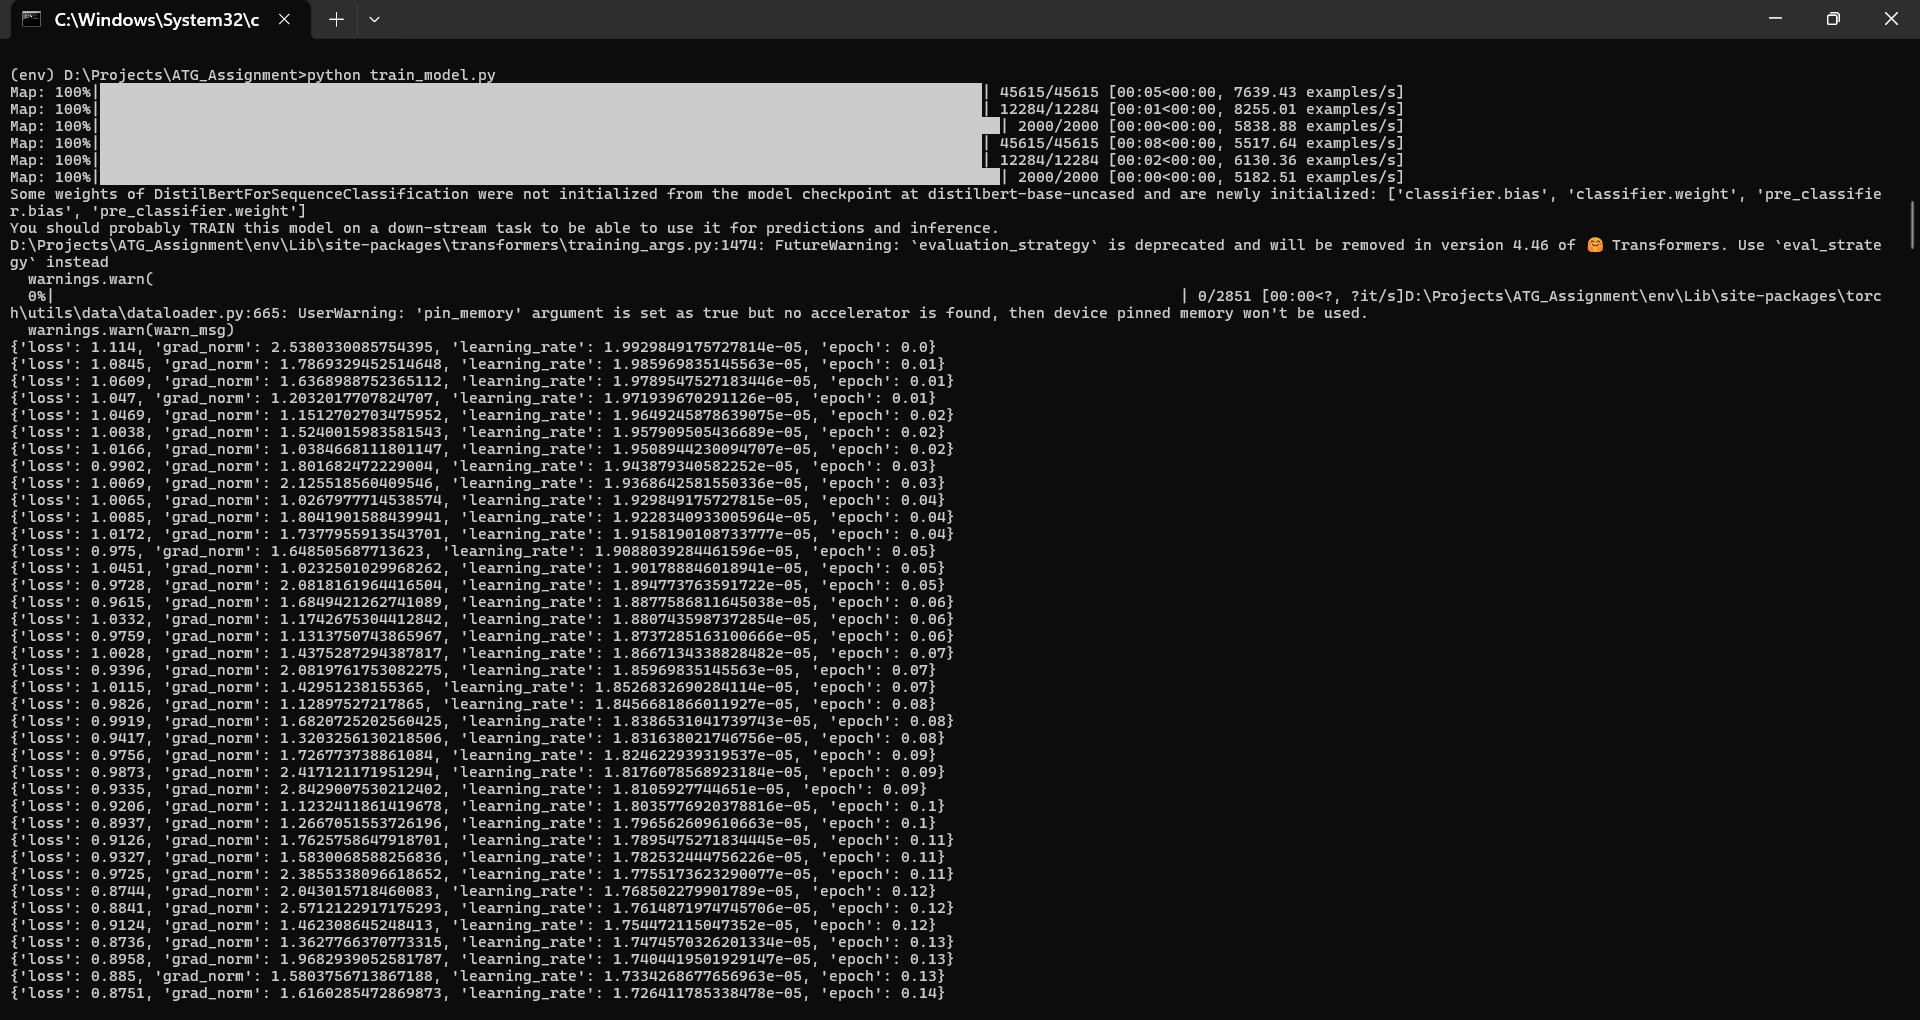 C:\Windows\System32\c
(env) D:\Projects\ATG_Assignment>python train_model.py
Map: 100%| | 45615/45615 [00:05<00:00, 7639.43 examples/s]
Map: 100%| | 12284/12284 [00:01<00:00, 8255.01 examples/s]
Map: 100%| | 2000/2000 [00:00<00:00, 5838.88 examples/s]
Map: 100%| | 45615/45615 [00:08<00:00, 5517.64 examples/s]
Map: 100%| | 12284/12284 [00:02<00:00, 6130.36 examples/s]
Map: 100%| | 2000/2000 [00:00<00:00, 5182.51 examples/s]
Some weights of DistilBertForSequenceClassification were not initialized from the model checkpoint at distilbert-base-uncased and are newly initialized: ['classifier.bias', 'classifier.weight', 'pre_classifie
r.bias', 'pre_classifier.weight']
You should probably TRAIN this model on a down-stream task to be able to use it for predictions and inference.
D:\Projects\ATG_Assignment\env\Lib\site-packages\transformers\training_args.py:1474: FutureWarning: `evaluation_strategy` is deprecated and will be removed in version 4.46 of 🤗 Transformers. Use `eval_strate
gy` instead
  warnings.warn(
  0%| | 0/2851 [00:00<?, ?it/s]D:\Projects\ATG_Assignment\env\Lib\site-packages\torc
h\utils\data\dataloader.py:665: UserWarning: 'pin_memory' argument is set as true but no accelerator is found, then device pinned memory won't be used.
  warnings.warn(warn_msg)
{'loss': 1.114, 'grad_norm': 2.5380330085754395, 'learning_rate': 1.9929849175727814e-05, 'epoch': 0.0}
{'loss': 1.0845, 'grad_norm': 1.7869329452514648, 'learning_rate': 1.985969835145563e-05, 'epoch': 0.01}
{'loss': 1.0609, 'grad_norm': 1.6368988752365112, 'learning_rate': 1.9789547527183446e-05, 'epoch': 0.01}
{'loss': 1.047, 'grad_norm': 1.2032017707824707, 'learning_rate': 1.971939670291126e-05, 'epoch': 0.01}
{'loss': 1.0469, 'grad_norm': 1.1512702703475952, 'learning_rate': 1.9649245878639075e-05, 'epoch': 0.02}
{'loss': 1.0038, 'grad_norm': 1.5240015983581543, 'learning_rate': 1.957909505436689e-05, 'epoch': 0.02}
{'loss': 1.0166, 'grad_norm': 1.0384668111801147, 'learning_rate': 1.9508944230094707e-05, 'epoch': 0.02}
{'loss': 0.9902, 'grad_norm': 1.801682472229004, 'learning_rate': 1.943879340582252e-05, 'epoch': 0.03}
{'loss': 1.0069, 'grad_norm': 2.125518560409546, 'learning_rate': 1.9368642581550336e-05, 'epoch': 0.03}
{'loss': 1.0065, 'grad_norm': 1.0267977714538574, 'learning_rate': 1.929849175727815e-05, 'epoch': 0.04}
{'loss': 1.0085, 'grad_norm': 1.8041901588439941, 'learning_rate': 1.9228340933005964e-05, 'epoch': 0.04}
{'loss': 1.0172, 'grad_norm': 1.7377955913543701, 'learning_rate': 1.9158190108733777e-05, 'epoch': 0.04}
{'loss': 0.975, 'grad_norm': 1.648505687713623, 'learning_rate': 1.9088039284461596e-05, 'epoch': 0.05}
{'loss': 1.0451, 'grad_norm': 1.0232501029968262, 'learning_rate': 1.901788846018941e-05, 'epoch': 0.05}
{'loss': 0.9728, 'grad_norm': 2.0818161964416504, 'learning_rate': 1.894773763591722e-05, 'epoch': 0.05}
{'loss': 0.9615, 'grad_norm': 1.6849421262741089, 'learning_rate': 1.8877586811645038e-05, 'epoch': 0.06}
{'loss': 1.0332, 'grad_norm': 1.1742675304412842, 'learning_rate': 1.8807435987372854e-05, 'epoch': 0.06}
{'loss': 0.9759, 'grad_norm': 1.1313750743865967, 'learning_rate': 1.8737285163100666e-05, 'epoch': 0.06}
{'loss': 1.0028, 'grad_norm': 1.4375287294387817, 'learning_rate': 1.8667134338828482e-05, 'epoch': 0.07}
{'loss': 0.9396, 'grad_norm': 2.0819761753082275, 'learning_rate': 1.85969835145563e-05, 'epoch': 0.07}
{'loss': 1.0115, 'grad_norm': 1.42951238155365, 'learning_rate': 1.8526832690284114e-05, 'epoch': 0.07}
{'loss': 0.9826, 'grad_norm': 1.12897527217865, 'learning_rate': 1.8456681866011927e-05, 'epoch': 0.08}
{'loss': 0.9919, 'grad_norm': 1.6820725202560425, 'learning_rate': 1.8386531041739743e-05, 'epoch': 0.08}
{'loss': 0.9417, 'grad_norm': 1.3203256130218506, 'learning_rate': 1.831638021746756e-05, 'epoch': 0.08}
{'loss': 0.9756, 'grad_norm': 1.726773738861084, 'learning_rate': 1.824622939319537e-05, 'epoch': 0.09}
{'loss': 0.9873, 'grad_norm': 2.417121171951294, 'learning_rate': 1.8176078568923184e-05, 'epoch': 0.09}
{'loss': 0.9335, 'grad_norm': 2.8429007530212402, 'learning_rate': 1.8105927744651e-05, 'epoch': 0.09}
{'loss': 0.9206, 'grad_norm': 1.1232411861419678, 'learning_rate': 1.8035776920378816e-05, 'epoch': 0.1}
{'loss': 0.8937, 'grad_norm': 1.2667051553726196, 'learning_rate': 1.796562609610663e-05, 'epoch': 0.1}
{'loss': 0.9126, 'grad_norm': 1.7625758647918701, 'learning_rate': 1.7895475271834445e-05, 'epoch': 0.11}
{'loss': 0.9327, 'grad_norm': 1.5830068588256836, 'learning_rate': 1.782532444756226e-05, 'epoch': 0.11}
{'loss': 0.9725, 'grad_norm': 2.3855338096618652, 'learning_rate': 1.7755173623290077e-05, 'epoch': 0.11}
{'loss': 0.8744, 'grad_norm': 2.043015718460083, 'learning_rate': 1.768502279901789e-05, 'epoch': 0.12}
{'loss': 0.8841, 'grad_norm': 2.5712122917175293, 'learning_rate': 1.7614871974745706e-05, 'epoch': 0.12}
{'loss': 0.9124, 'grad_norm': 1.462308645248413, 'learning_rate': 1.754472115047352e-05, 'epoch': 0.12}
{'loss': 0.8736, 'grad_norm': 1.3627766370773315, 'learning_rate': 1.7474570326201334e-05, 'epoch': 0.13}
{'loss': 0.8958, 'grad_norm': 1.9682939052581787, 'learning_rate': 1.7404419501929147e-05, 'epoch': 0.13}
{'loss': 0.885, 'grad_norm': 1.5803756713867188, 'learning_rate': 1.7334268677656963e-05, 'epoch': 0.13}
{'loss': 0.8751, 'grad_norm': 1.6160285472869873, 'learning_rate': 1.726411785338478e-05, 'epoch': 0.14}